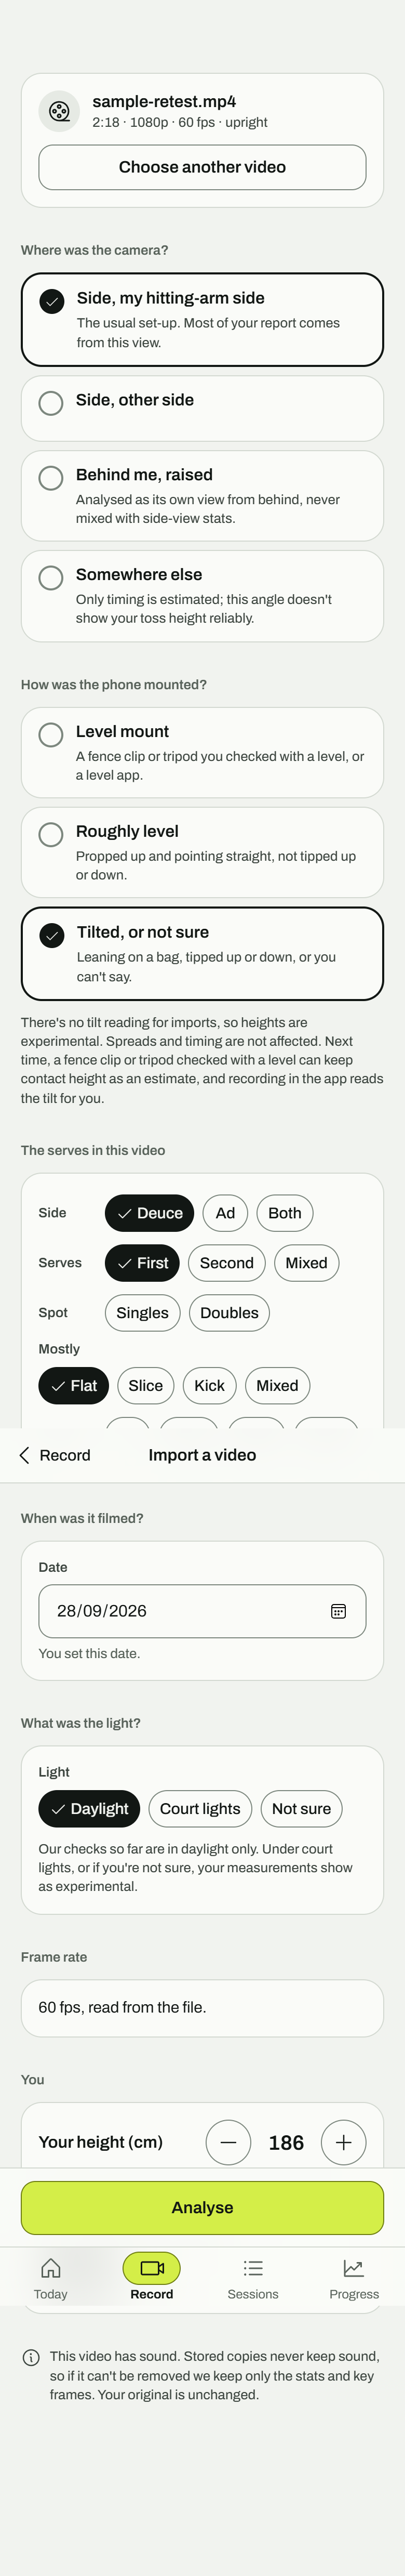 sample-retest.mp4
2:18 · 1080p · 60 fps · upright
Choose another video
Where was the camera?
Side, my hitting-arm side
The usual set-up. Most of your report comes
from this view.
Side, other side
Behind me, raised
Analysed as its own view from behind, never
mixed with side-view stats.
Somewhere else
Only timing is estimated; this angle doesn't
show your toss height reliably.
How was the phone mounted?
Level mount
A fence clip or tripod you checked with a level, or
a level app.
Roughly level
Propped up and pointing straight, not tipped up
or down.
Tilted, or not sure
Leaning on a bag, tipped up or down, or you
can't say.
There's no tilt reading for imports, so heights are
experimental. Spreads and timing are not affected. Next
time, a fence clip or tripod checked with a level can keep
contact height as an estimate, and recording in the app reads
the tilt for you.
The serves in this video
Side Deuce Ad Both
Serves First Second Mixed
Spot Singles Doubles
Mostly
Flat Slice Kick Mixed
Record Import a video
When was it filmed?
Date
28/09/2026
You set this date.
What was the light?
Light
Daylight Court lights Not sure
Our checks so far are in daylight only. Under court
lights, or if you're not sure, your measurements show
as experimental.
Frame rate
60 fps, read from the file.
You
Your height (cm) 186
Analyse
Today Record Sessions Progress
This video has sound. Stored copies never keep sound,
so if it can't be removed we keep only the stats and key
frames. Your original is unchanged.